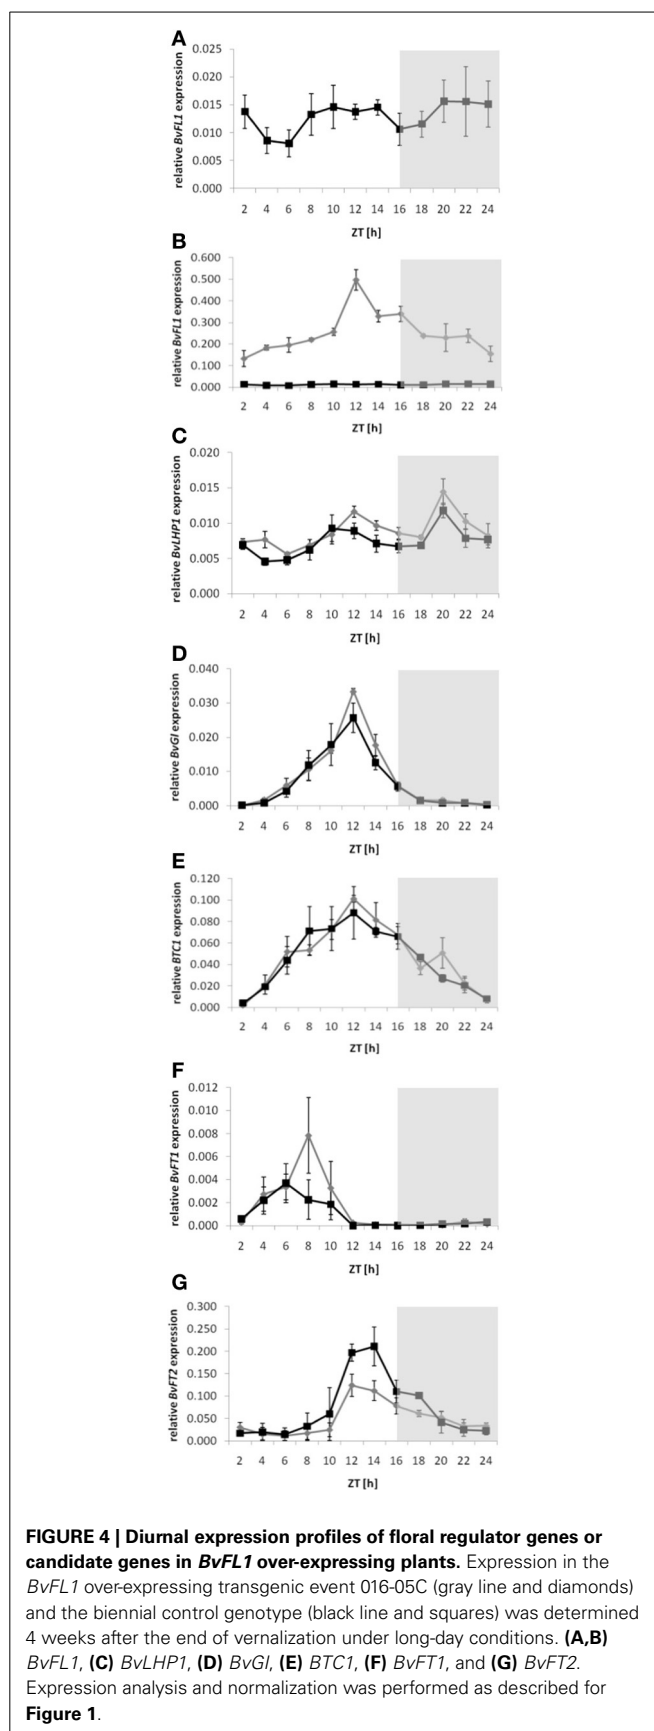 A
relative BvFL1 expression
0.025
0.020
0.015
0.010
0.005
0.000
2 4 6 8 10 12 14 16 18 20 22 24
ZT [h]
B
relative BvFL1 expression
0.600
0.500
0.400
0.300
0.200
0.100
0.000
2 4 6 8 10 12 14 16 18 20 22 24
ZT [h]
C
relative BvLHP1 expression
0.020
0.015
0.010
0.005
0.000
2 4 6 8 10 12 14 16 18 20 22 24
ZT [h]
D
relative BvGI expression
0.040
0.030
0.020
0.010
0.000
2 4 6 8 10 12 14 16 18 20 22 24
ZT [h]
E
relative BTC1 expression
0.120
0.100
0.080
0.060
0.040
0.020
0.000
2 4 6 8 10 12 14 16 18 20 22 24
ZT [h]
F
relative BvFT1 expression
0.012
0.010
0.008
0.006
0.004
0.002
0.000
2 4 6 8 10 12 14 16 18 20 22 24
ZT [h]
G
relative BvFT2 expression
0.300
0.250
0.200
0.150
0.100
0.050
0.000
2 4 6 8 10 12 14 16 18 20 22 24
ZT [h]
FIGURE 4 | Diurnal expression profiles of floral regulator genes or
candidate genes in BvFL1 over-expressing plants. Expression in the
BvFL1 over-expressing transgenic event 016-05C (gray line and diamonds)
and the biennial control genotype (black line and squares) was determined
4 weeks after the end of vernalization under long-day conditions. (A,B)
BvFL1, (C) BvLHP1, (D) BvGI, (E) BTC1, (F) BvFT1, and (G) BvFT2.
Expression analysis and normalization was performed as described for
Figure 1.